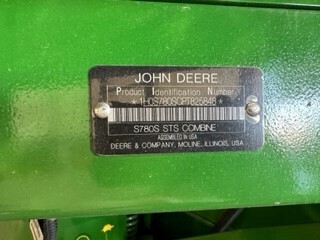 JOHN DEERE
Product Identification Number
*1H0S780SCPT825848*
S780S STS COMBINE
ASSEMBLED IN USA
DEERE & COMPANY, MOLINE, ILLINOIS, USA